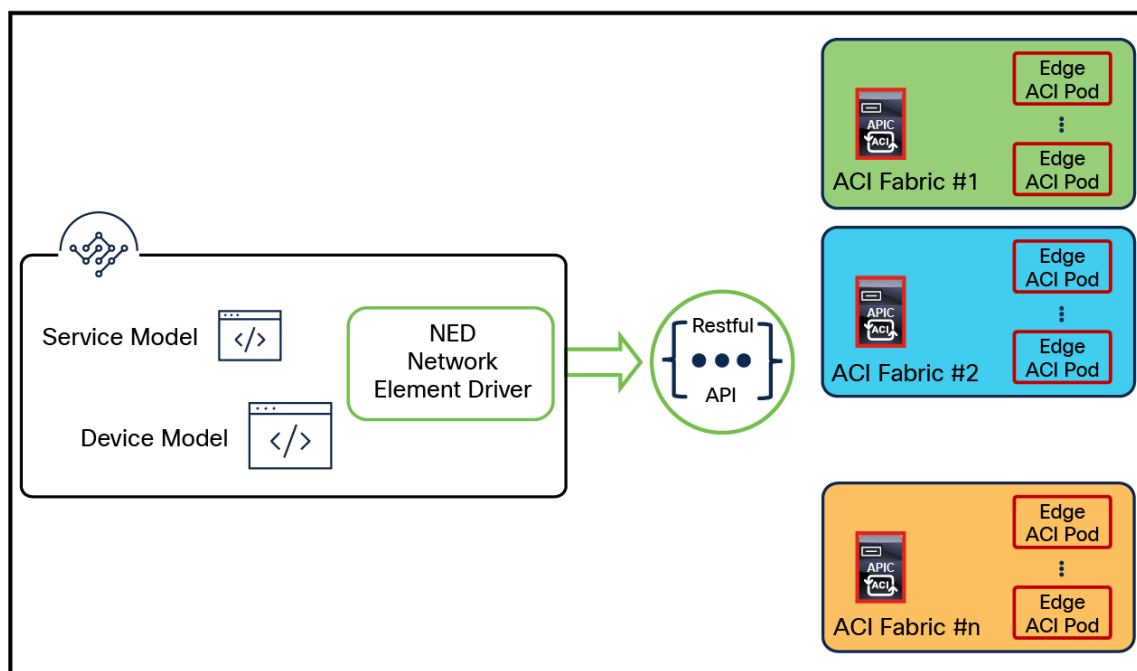 Service Model
</>
Device Model
</>
NED
Network
Element Driver
Restful
API
Edge
ACI Pod
Edge
ACI Pod
APIC
ACI
ACI Fabric #1
Edge
ACI Pod
Edge
ACI Pod
APIC
ACI
ACI Fabric #2
Edge
ACI Pod
Edge
ACI Pod
APIC
ACI
ACI Fabric #n